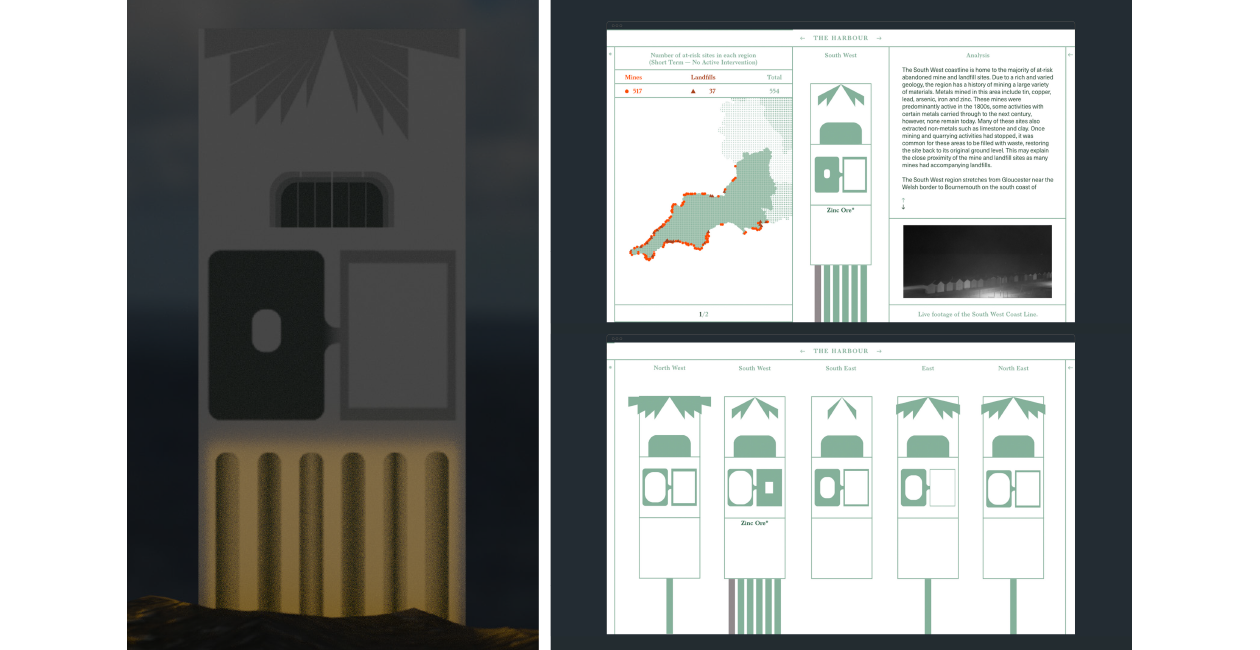 ← THE HARBOUR →
Number of at-risk sites in each region
(Short Term — No Active Intervention)
Mines Landfills Total
517 37 554
1/2
South West
Zinc Ore*
Analysis
The South West coastline is home to the majority of at-risk
abandoned mine and landfill sites. Due to a rich and varied
geology, the region has a history of mining a large variety
of materials. Metals mined in this area include tin, copper,
lead, arsenic, iron and zinc. These mines were
predominantly active in the 1800s, some activities with
certain metals carried through to the next century,
however, none remain today. Many of these sites also
extracted non-metals such as limestone and clay. Once
mining and quarrying activities had stopped, it was
common for these areas to be filled with waste, restoring
the site back to its original ground level. This may explain
the close proximity of the mine and landfill sites as many
mines had accompanying landfills.
The South West region stretches from Gloucester near the
Welsh border to Bournemouth on the south coast of
Live footage of the South West Coast Line.
← THE HARBOUR →
North West South West South East East North East
Zinc Ore*